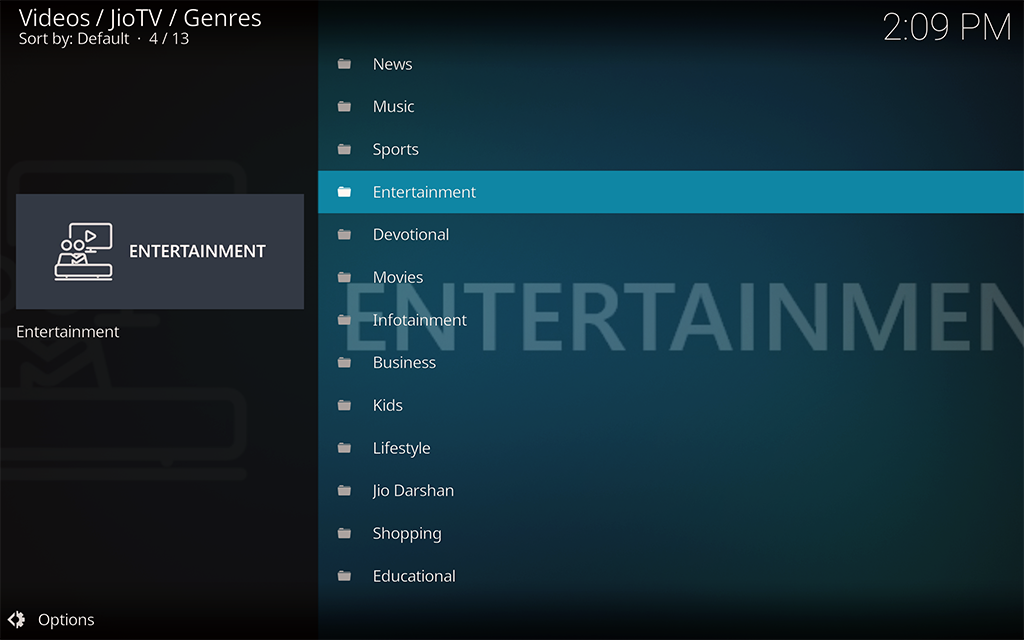 Videos / JioTV / Genres
Sort by: Default · 4 / 13
2:09 PM
News
Music
Sports
Entertainment
Devotional
Movies
Infotainment
Business
Kids
Lifestyle
Jio Darshan
Shopping
Educational
ENTERTAINMENT
Entertainment
ENTERTAINMEN
Options